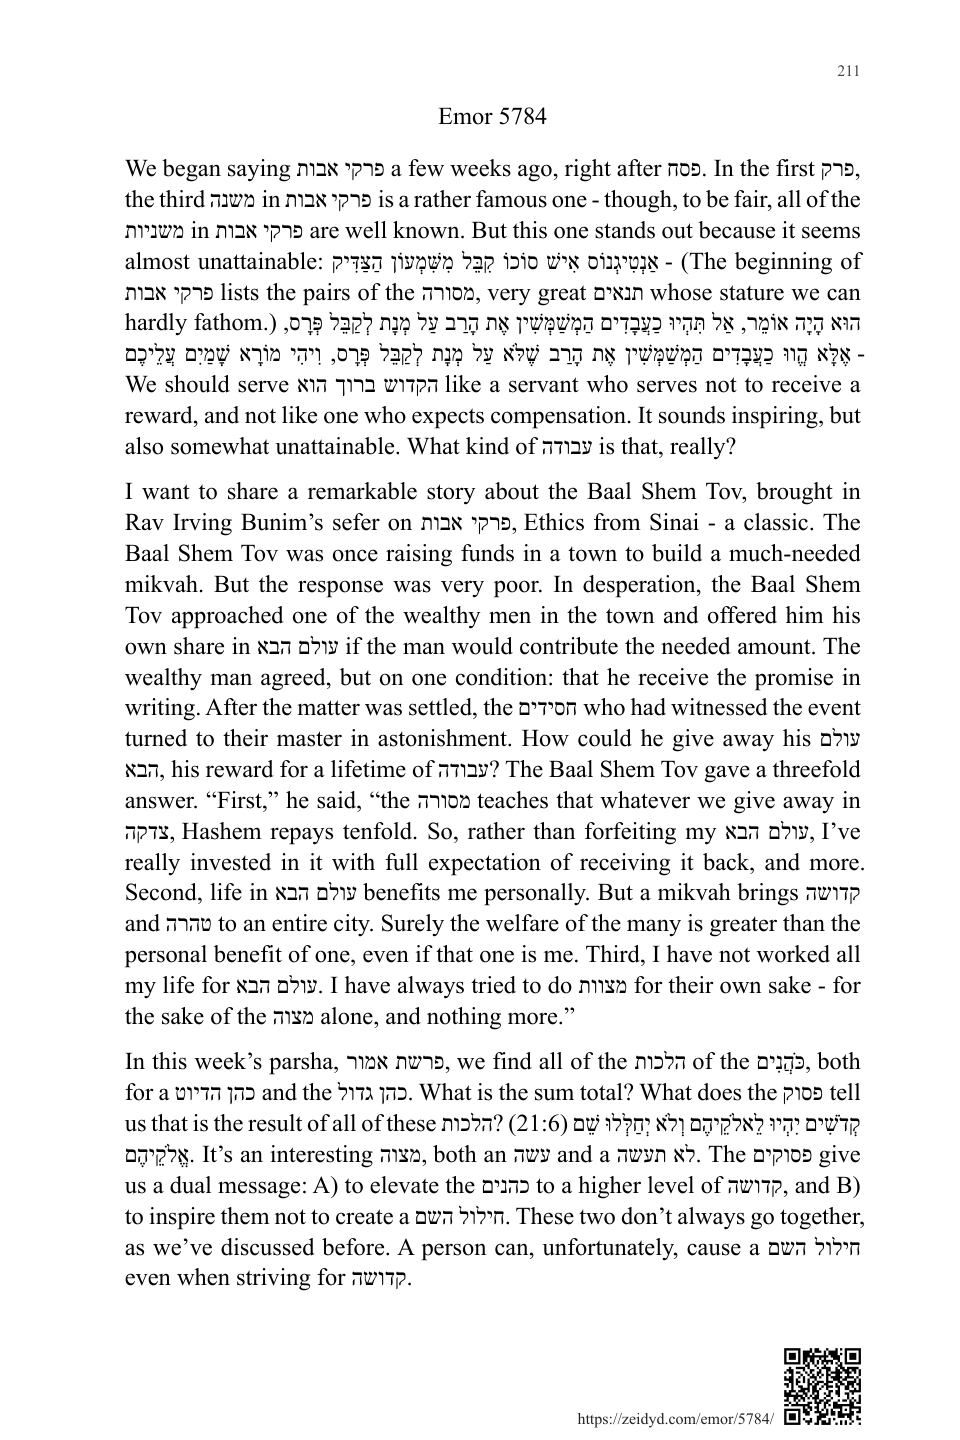 211
Emor 5784
We began saying פרקי אבות a few weeks ago, right after פסח. In the first פרק,
the third משנה in פרקי אבות is a rather famous one - though, to be fair, all of the
משניות in פרקי אבות are well known. But this one stands out because it seems
almost unattainable: אַנְטִיגְנוֹס אִישׁ סוֹכוֹ קִבֵּל מִשִּׁמְעוֹן הַצַּדִּיק - (The beginning of
פרקי אבות lists the pairs of the מסורה, very great תנאים whose stature we can
hardly fathom.) הוּא הָיָה אוֹמֵר, אַל תִּהְיוּ כַעֲבָדִים הַמְשַׁמְּשִׁין אֶת הָרַב עַל מְנָת לְקַבֵּל פְּרָס,
אֶלָּא הֱווּ כַעֲבָדִים הַמְשַׁמְּשִׁין אֶת הָרַב שֶׁלֹּא עַל מְנָת לְקַבֵּל פְּרָס, וִיהִי מוֹרָא שָׁמַיִם עֲלֵיכֶם -
We should serve הקדוש ברוך הוא like a servant who serves not to receive a
reward, and not like one who expects compensation. It sounds inspiring, but
also somewhat unattainable. What kind of עבודה is that, really?
I want to share a remarkable story about the Baal Shem Tov, brought in
Rav Irving Bunim’s sefer on פרקי אבות, Ethics from Sinai - a classic. The
Baal Shem Tov was once raising funds in a town to build a much-needed
mikvah. But the response was very poor. In desperation, the Baal Shem
Tov approached one of the wealthy men in the town and offered him his
own share in עולם הבא if the man would contribute the needed amount. The
wealthy man agreed, but on one condition: that he receive the promise in
writing. After the matter was settled, the חסידים who had witnessed the event
turned to their master in astonishment. How could he give away his עולם
הבא, his reward for a lifetime of עבודה? The Baal Shem Tov gave a threefold
answer. “First,” he said, “the מסורה teaches that whatever we give away in
צדקה, Hashem repays tenfold. So, rather than forfeiting my עולם הבא, I’ve
really invested in it with full expectation of receiving it back, and more.
Second, life in עולם הבא benefits me personally. But a mikvah brings קדושה
and טהרה to an entire city. Surely the welfare of the many is greater than the
personal benefit of one, even if that one is me. Third, I have not worked all
my life for עולם הבא. I have always tried to do מצוות for their own sake - for
the sake of the מצוה alone, and nothing more.”
In this week’s parsha, פרשת אמור, we find all of the הלכות of the כֹּהֲנִים, both
for a כהן הדיוט and the כהן גדול. What is the sum total? What does the פסוק tell
us that is the result of all of these הלכות? (21:6) קְדֹשִׁים יִהְיוּ לֵאלֹקֵיהֶם וְלֹא יְחַלְּלוּ שֵׁם
אֱלֹקֵיהֶם. It’s an interesting מצוה, both an עשה and a לא תעשה. The פסוקים give
us a dual message: A) to elevate the כהנים to a higher level of קדושה, and B)
to inspire them not to create a חילול השם. These two don’t always go together,
as we’ve discussed before. A person can, unfortunately, cause a חילול השם
even when striving for קדושה.
https://zeidyd.com/emor/5784/